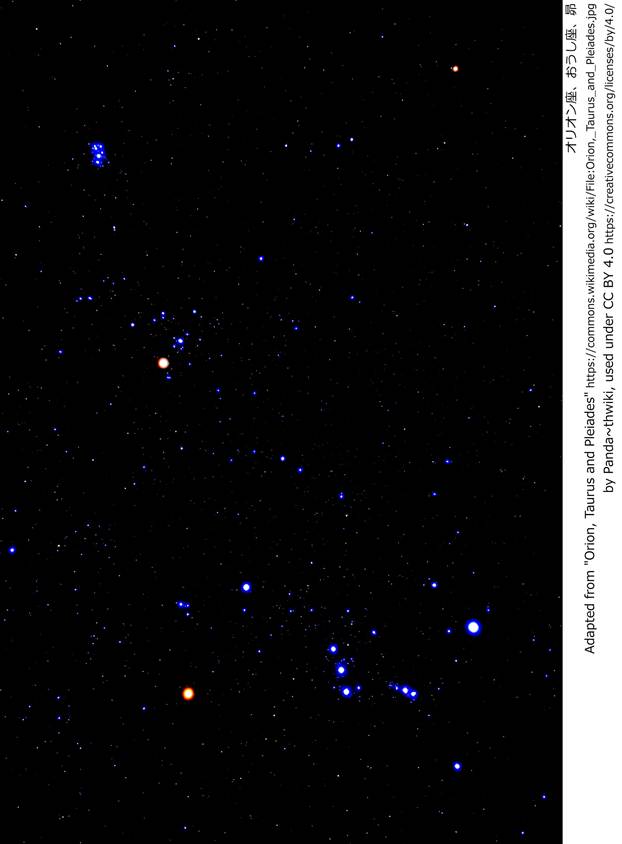 オリオン座、おうし座、昴
Adapted from "Orion, Taurus and Pleiades" https://commons.wikimedia.org/wiki/File:Orion,_Taurus_and_Pleiades.jpg
by Panda~thwiki, used under CC BY 4.0 https://creativecommons.org/licenses/by/4.0/